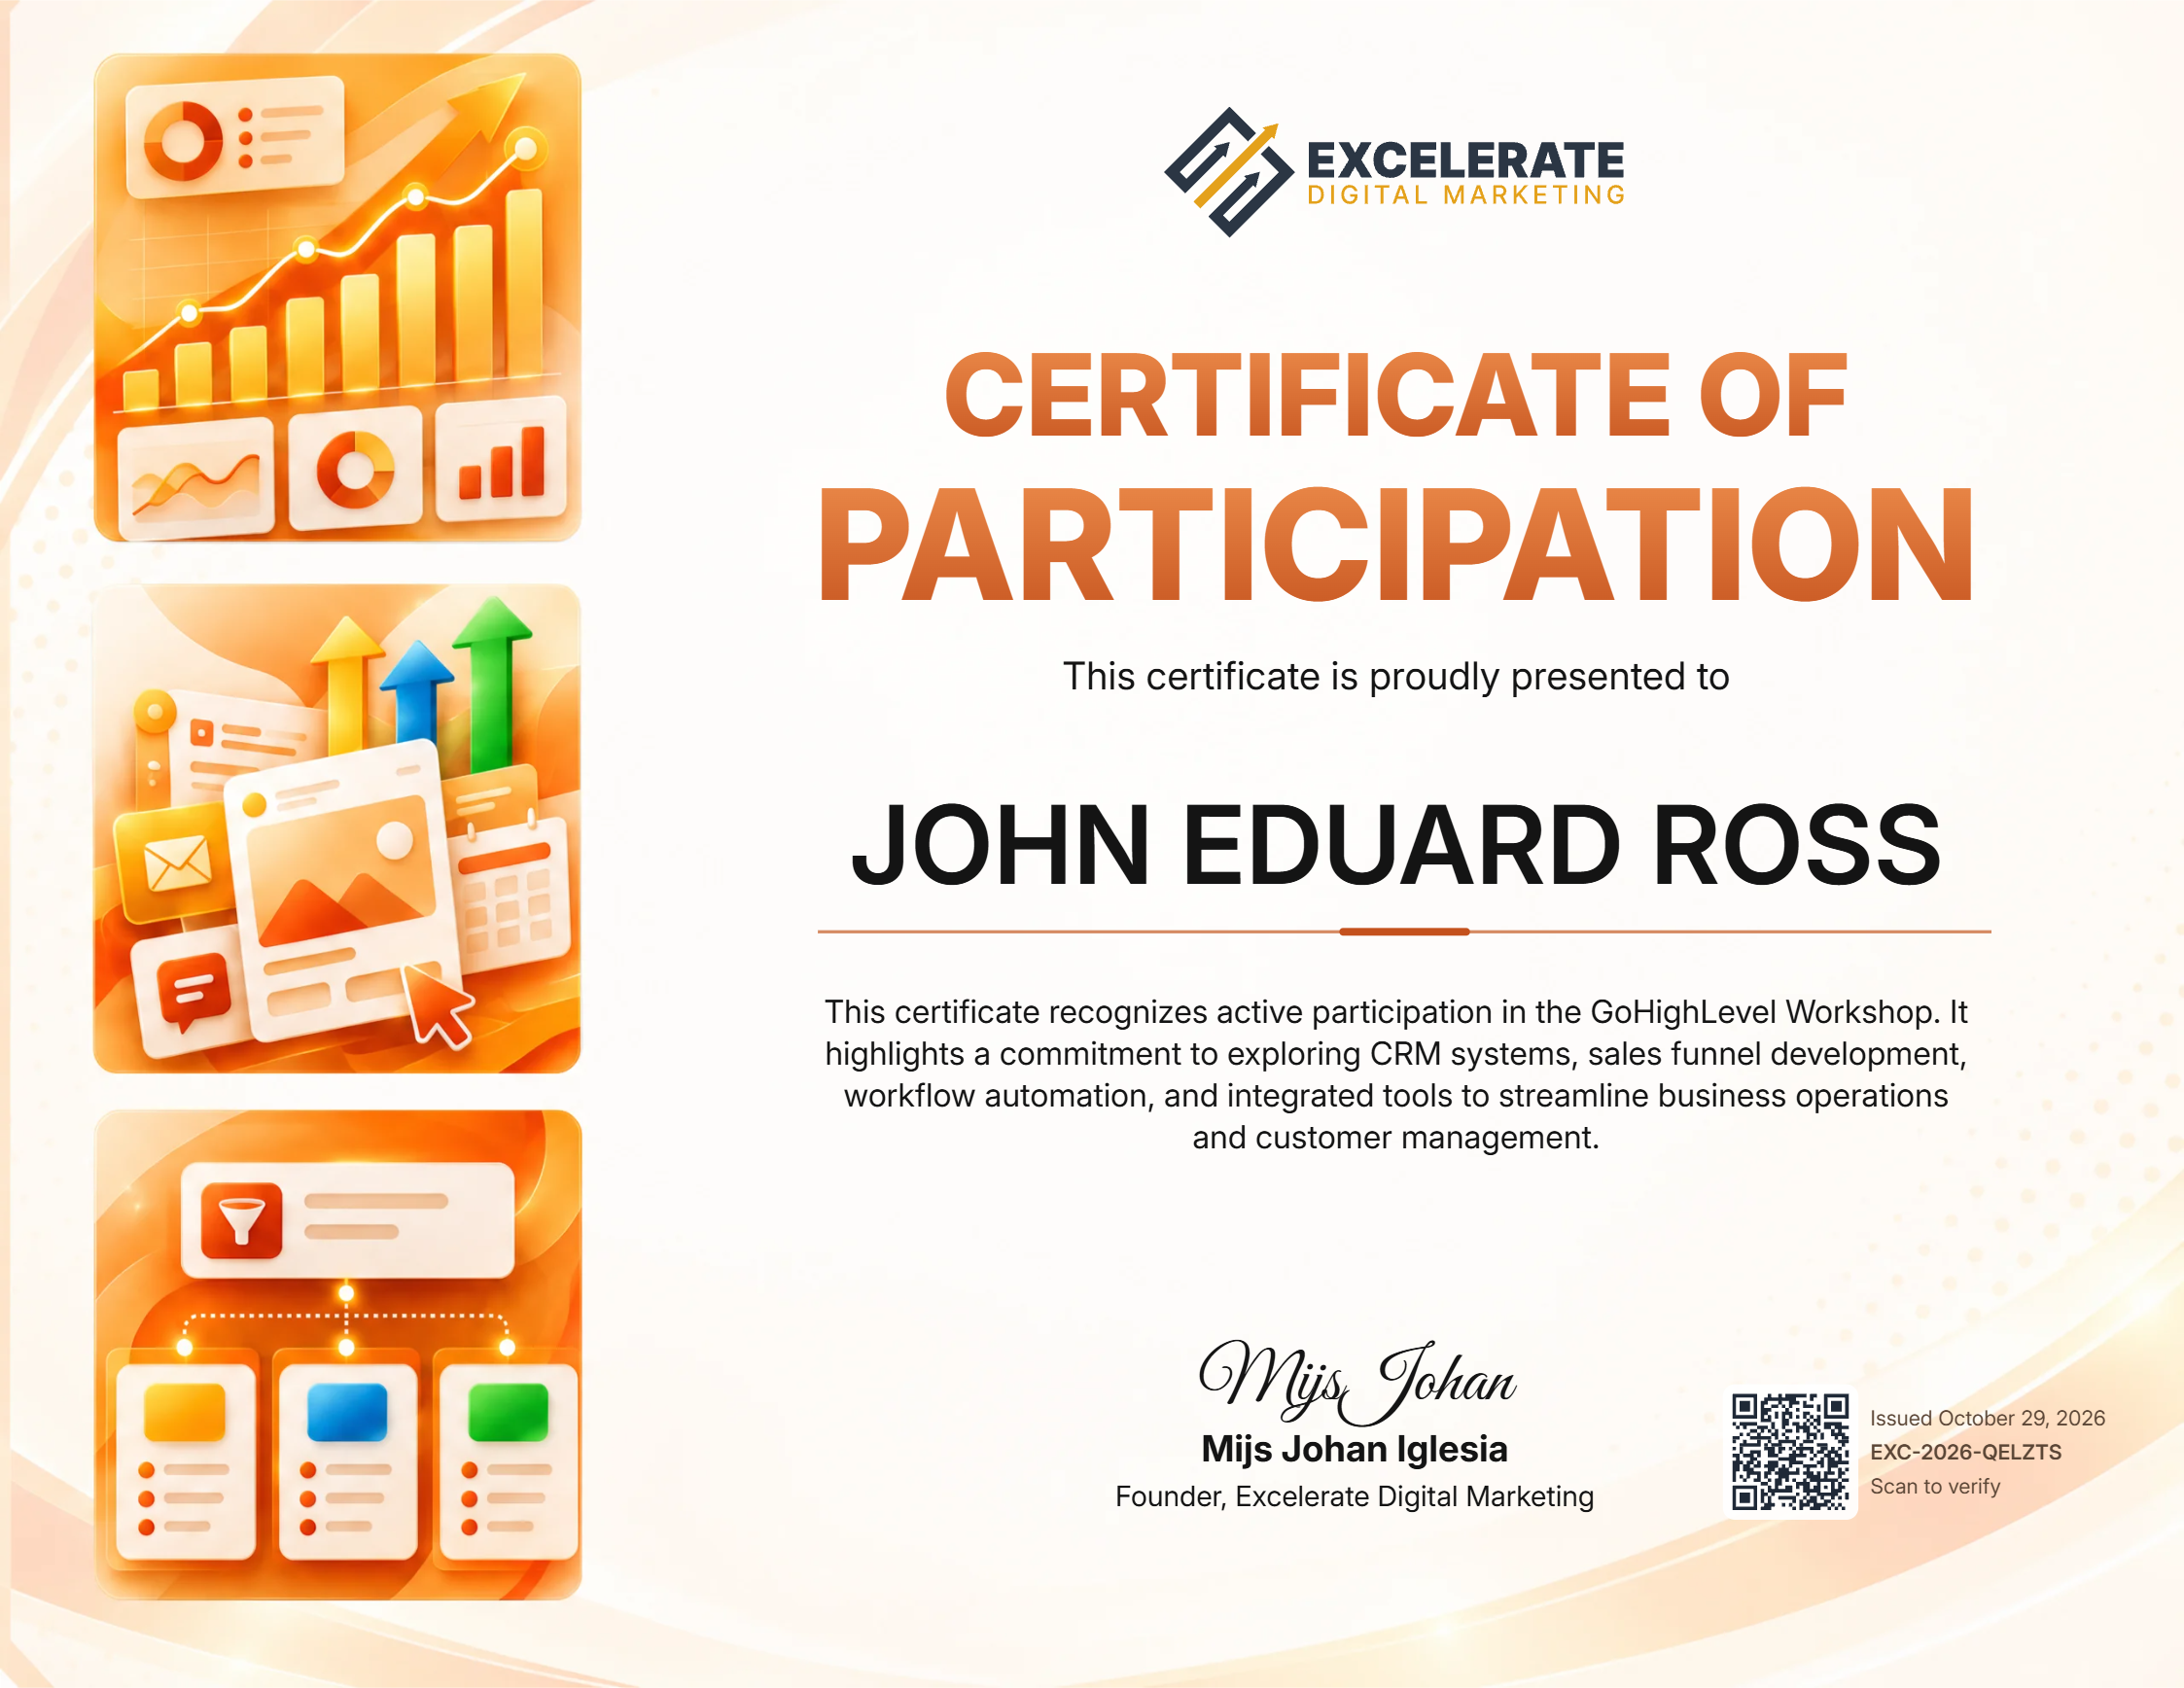 EXCELERATE
DIGITAL MARKETING
CERTIFICATE OF
PARTICIPATION
This certificate is proudly presented to
JOHN EDUARD ROSS
This certificate recognizes active participation in the GoHighLevel Workshop. It
highlights a commitment to exploring CRM systems, sales funnel development,
workflow automation, and integrated tools to streamline business operations
and customer management.
Mijs Johan
Mijs Johan Iglesia
Founder, Excelerate Digital Marketing
Issued October 29, 2026
EXC-2026-QELZTS
Scan to verify